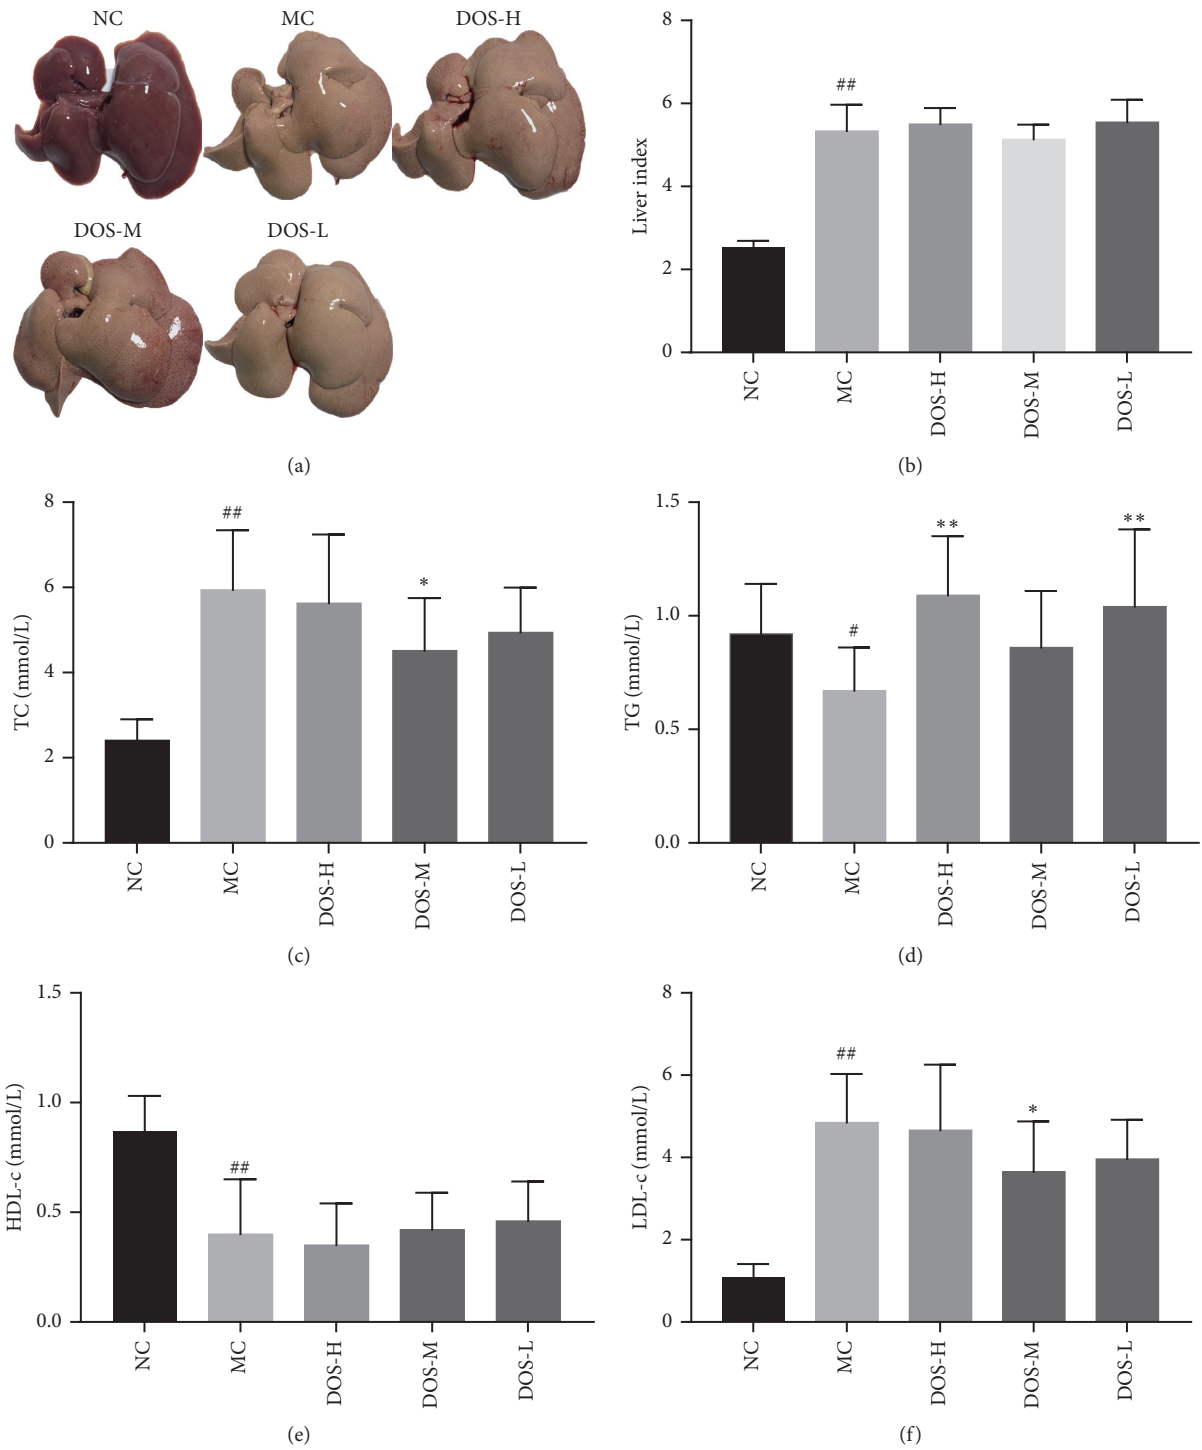 NC MC DOS-H
DOS-M DOS-L
(a)
8
6
4
2
0
Liver index
##
NC MC DOS-H DOS-M DOS-L
(b)
8
6
4
2
0
TC (mmol/L)
##
*
NC MC DOS-H DOS-M DOS-L
(c)
1.5
1.0
0.5
0.0
TG (mmol/L)
#
**
**
NC MC DOS-H DOS-M DOS-L
(d)
1.5
1.0
0.5
0.0
HDL-c (mmol/L)
##
NC MC DOS-H DOS-M DOS-L
(e)
8
6
4
2
0
LDL-c (mmol/L)
##
*
NC MC DOS-H DOS-M DOS-L
(f)